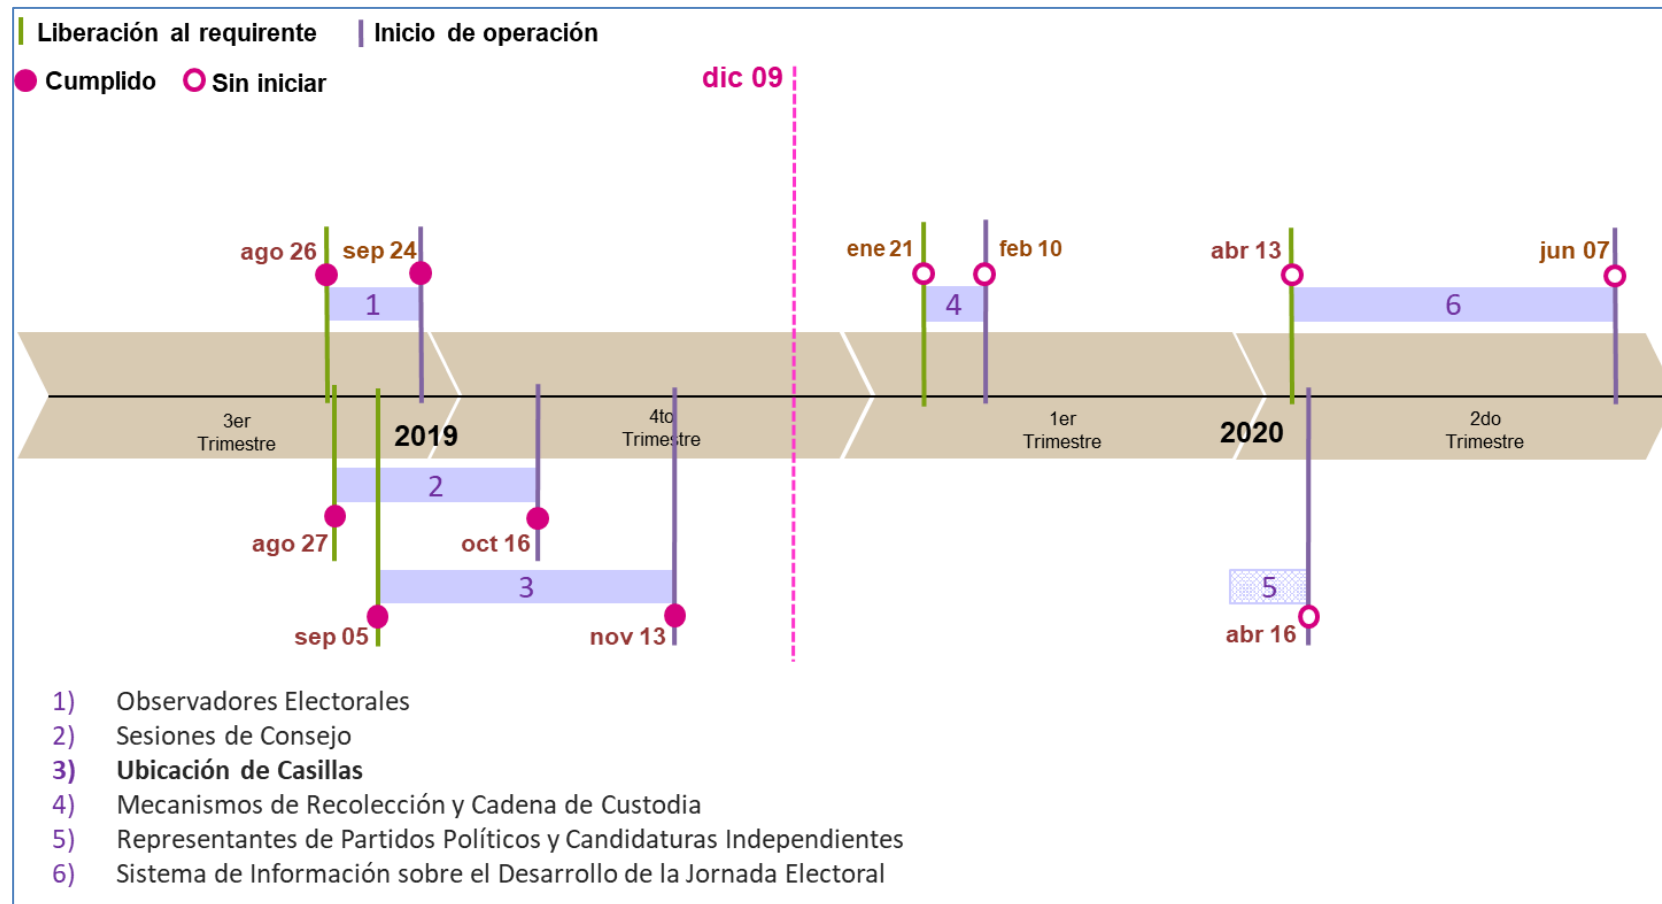 Liberación al requirente
Inicio de operación
Cumplido
Sin iniciar
dic 09
ago 26
sep 24
ene 21
feb 10
abr 13
jun 07
1
4
6
3er
Trimestre
2019
4to
Trimestre
1er
Trimestre
2020
2do
Trimestre
2
ago 27
oct 16
3
5
sep 05
nov 13
abr 16
1) Observadores Electorales
2) Sesiones de Consejo
3) Ubicación de Casillas
4) Mecanismos de Recolección y Cadena de Custodia
5) Representantes de Partidos Políticos y Candidaturas Independientes
6) Sistema de Información sobre el Desarrollo de la Jornada Electoral